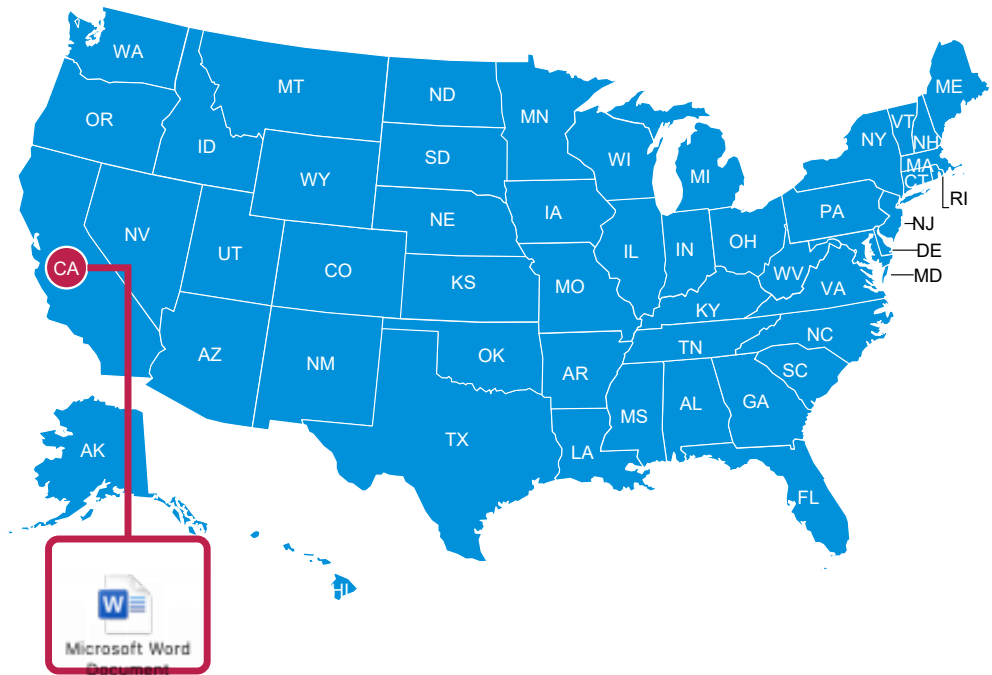 WA
MT
ND
MN
ME
OR
ID
SD
WI
MI
NY
VT
NH
WY
MA
CT
RI
NV
UT
CO
NE
IA
IL
IN
OH
PA
NJ
CA
KS
MO
WV
VA
DE
MD
KY
AZ
NM
OK
AR
TN
NC
SC
MS
AL
GA
AK
TX
LA
FL
HI
W
Microsoft Word
Document